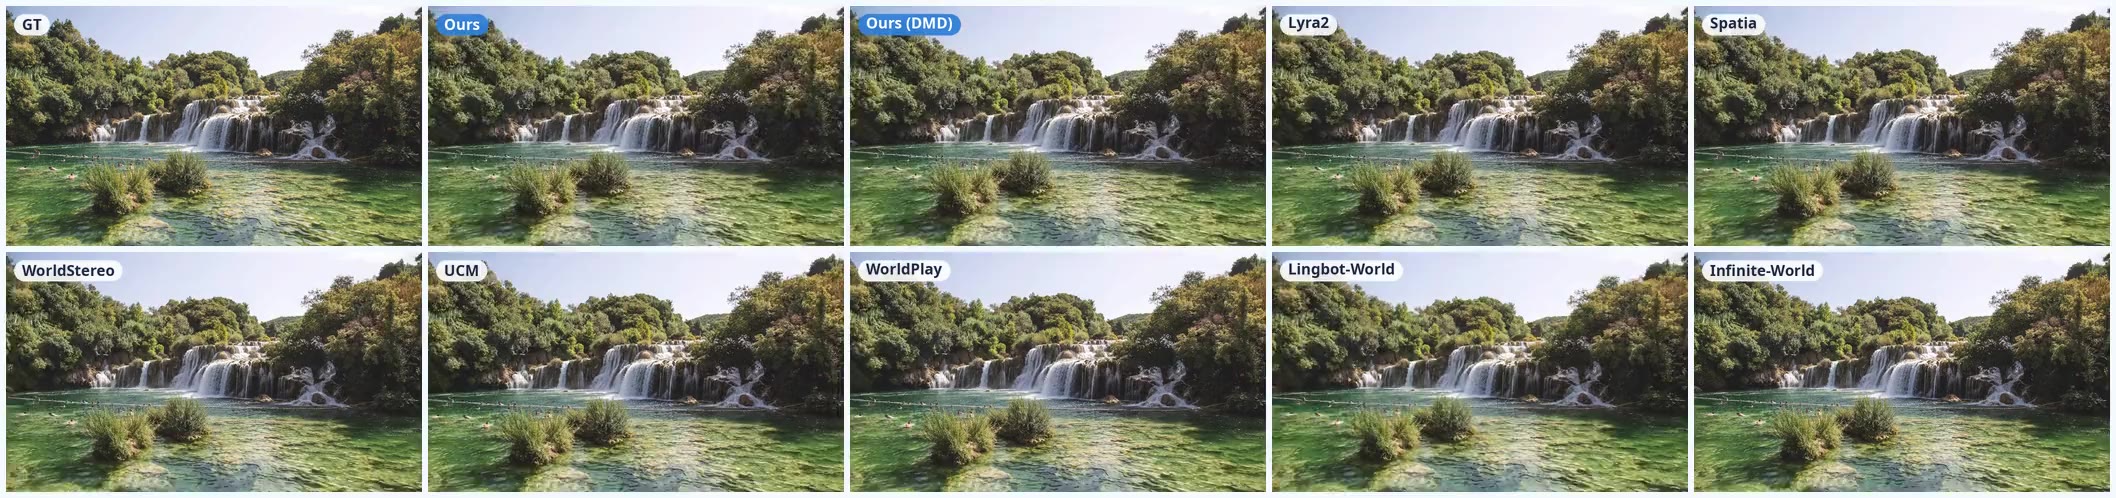 GT
Ours
Ours (DMD)
Lyra2
Spatia
WorldStereo
UCM
WorldPlay
Lingbot-World
Infinite-World